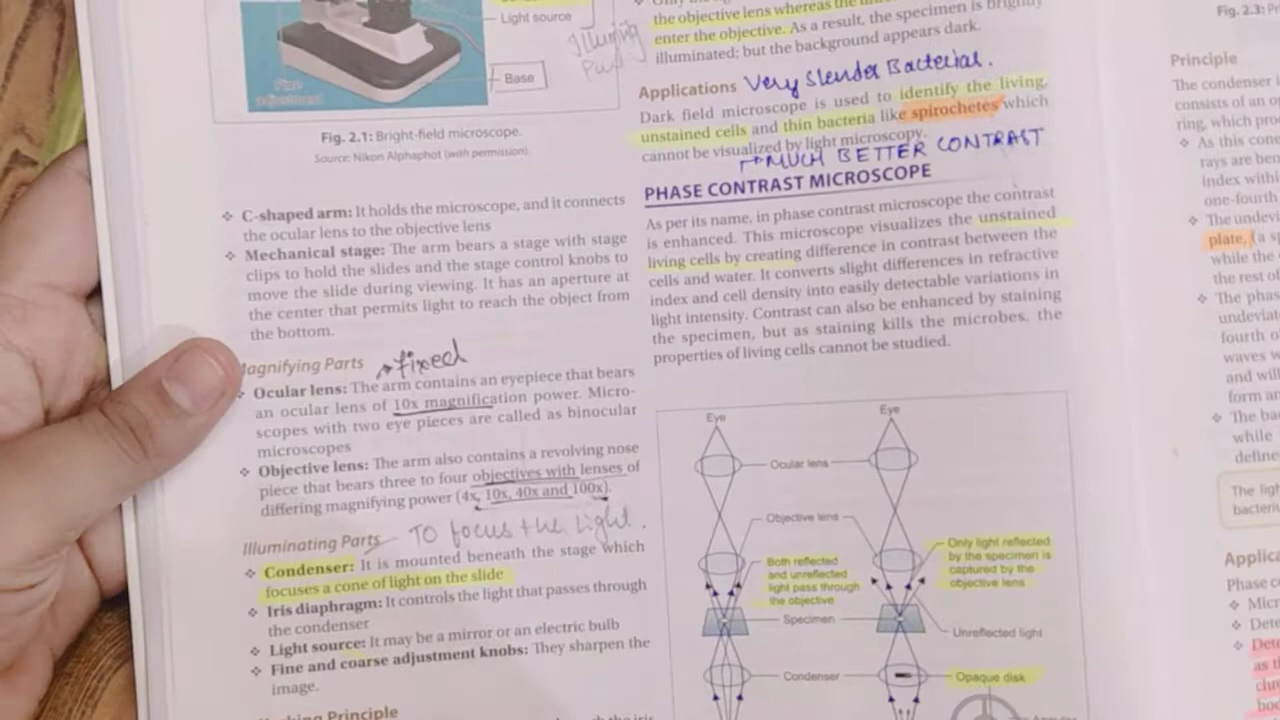 Light source
Illuming
Part
Base
Fine
adjustment
Fig. 2.1: Bright-field microscope.
Source: Nikon Alphaphot (with permission).
❖ C-shaped arm: It holds the microscope, and it connects
the ocular lens to the objective lens
❖ Mechanical stage: The arm bears a stage with stage
clips to hold the slides and the stage control knobs to
move the slide during viewing. It has an aperture at
the center that permits light to reach the object from
the bottom.
Magnifying Parts → fixed
Ocular lens: The arm contains an eyepiece that bears
an ocular lens of 10x magnification power. Micro-
scopes with two eye pieces are called as binocular
microscopes
❖ Objective lens: The arm also contains a revolving nose
piece that bears three to four objectives with lenses of
differing magnifying power (4x, 10x, 40x and 100x).
Illuminating Parts - TO focus the Light.
❖ Condenser: It is mounted beneath the stage which
focuses a cone of light on the slide
❖ Iris diaphragm: It controls the light that passes through
the condenser
❖ Light source: It may be a mirror or an electric bulb
❖ Fine and coarse adjustment knobs: They sharpen the
image.
Working Principle
the objective lens whereas the
enter the objective. As a result, the specimen is brightly
illuminated; but the background appears dark.
Applications Very Slender Bacterial.
Dark field microscope is used to identify the living,
unstained cells and thin bacteria like spirochetes which
cannot be visualized by light microscopy.
→ MUCH BETTER CONTRAST
PHASE CONTRAST MICROSCOPE
As per its name, in phase contrast microscope the contrast
is enhanced. This microscope visualizes the unstained
living cells by creating difference in contrast between the
cells and water. It converts slight differences in refractive
index and cell density into easily detectable variations in
light intensity. Contrast can also be enhanced by staining
the specimen, but as staining kills the microbes, the
properties of living cells cannot be studied.
Eye Eye
Ocular lens
Objective lens
Both reflected
and unreflected
light pass through
the objective
Only light reflected
by the specimen is
captured by the
objective lens
Specimen
Unreflected light
Condenser
Opaque disk
Fig. 2.3:
Principle
The condenser
consists of an
ring, which
❖ As this
rays are
index
one-fourth
❖ The
plate, (a
while the
the rest of
❖ The
undeviat
fourth
waves
and will
form an
❖ The
while
define
The
bacteri
Applica
Phase
❖ Micr
❖ Dete
❖ Dete
as
chr